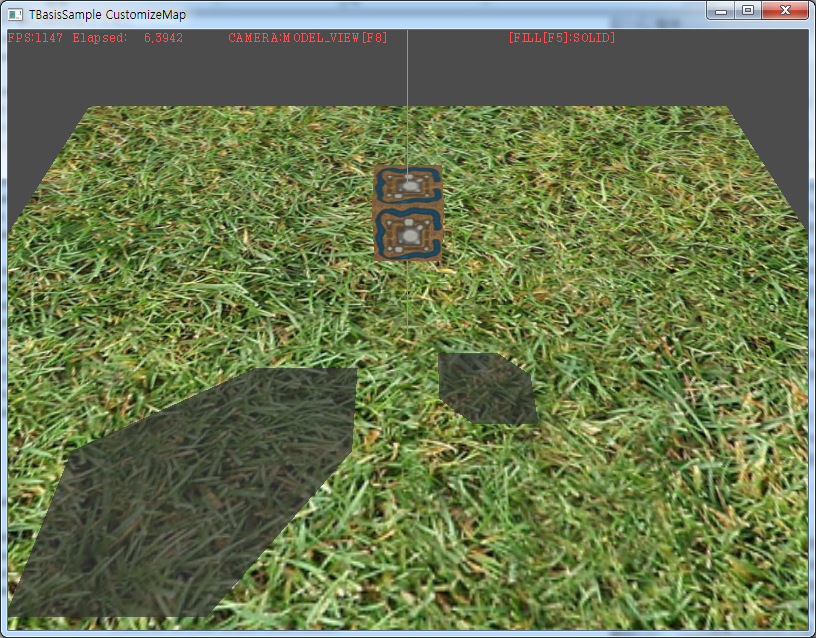 TBasisSample CustomizeMap
FPS:1147 Elapsed: 6.3942 CAMERA:MODEL_VIEW[F8] [FILL[F5]:SOLID]